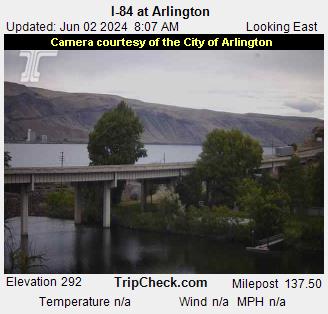 I-84 at Arlington
Updated: Jun 02 2024 8:07 AM Looking East
Camera courtesy of the City of Arlington
Elevation 292 TripCheck.com Milepost 137.50
Temperature n/a Wind n/a MPH n/a